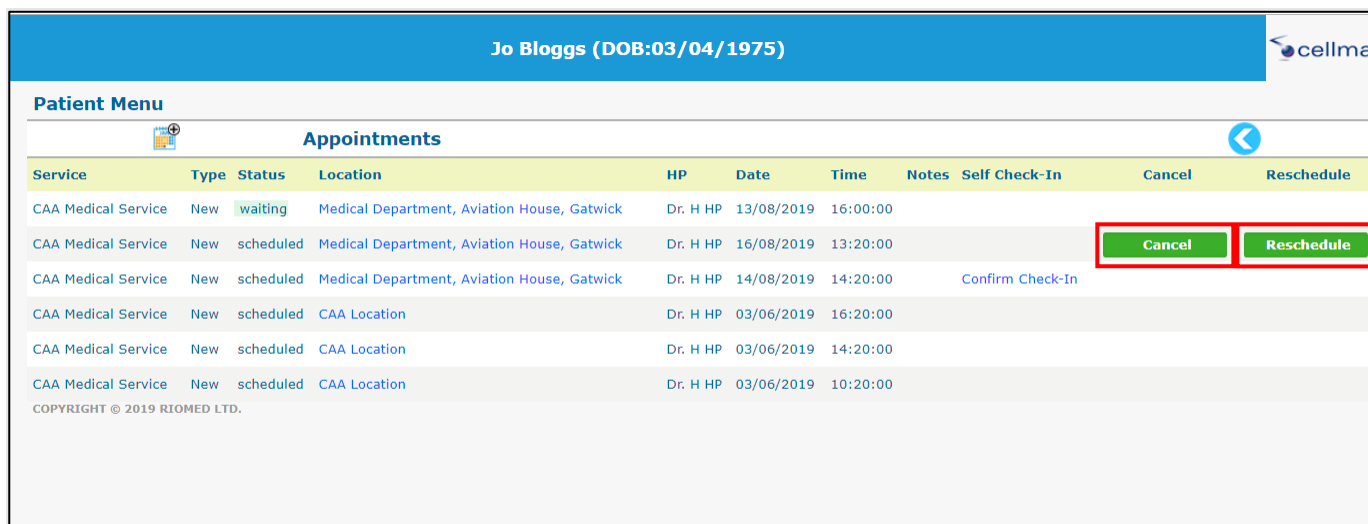 Jo Bloggs (DOB:03/04/1975)
cellma
Patient Menu
Appointments
Service Type Status Location HP Date Time Notes Self Check-In Cancel Reschedule
CAA Medical Service New waiting Medical Department, Aviation House, Gatwick Dr. H HP 13/08/2019 16:00:00
CAA Medical Service New scheduled Medical Department, Aviation House, Gatwick Dr. H HP 16/08/2019 13:20:00 Cancel Reschedule
CAA Medical Service New scheduled Medical Department, Aviation House, Gatwick Dr. H HP 14/08/2019 14:20:00 Confirm Check-In
CAA Medical Service New scheduled CAA Location Dr. H HP 03/06/2019 16:20:00
CAA Medical Service New scheduled CAA Location Dr. H HP 03/06/2019 14:20:00
CAA Medical Service New scheduled CAA Location Dr. H HP 03/06/2019 10:20:00
COPYRIGHT © 2019 RIOMED LTD.